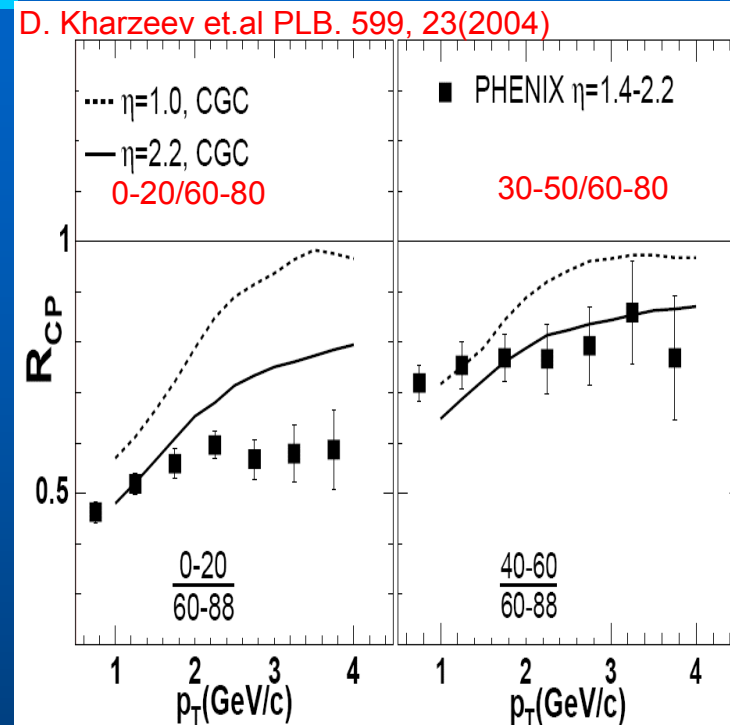 D. Kharzeev et.al PLB. 599, 23(2004)
η=1.0, CGC
η=2.2, CGC
0-20/60-80
PHENIX η=1.4-2.2
30-50/60-80
1
0.5
R_CP
0-20
60-88
40-60
60-88
1 2 3 4
1 2 3 4
p_T(GeV/c)
p_T(GeV/c)